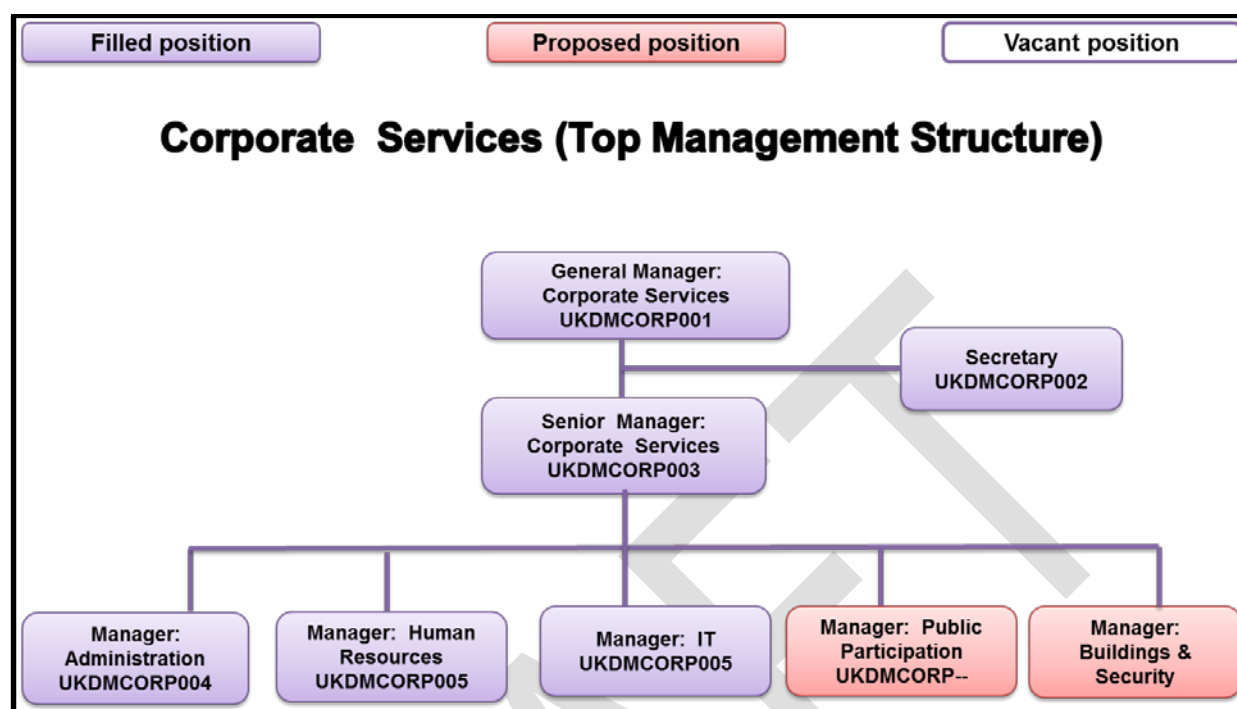 Filled position
Proposed position
Vacant position
Corporate Services (Top Management Structure)
General Manager:
Corporate Services
UKDMCORP001
Secretary
UKDMCORP002
Senior Manager:
Corporate Services
UKDMCORP003
Manager:
Administration
UKDMCORP004
Manager: Human
Resources
UKDMCORP005
Manager: IT
UKDMCORP005
Manager: Public
Participation
UKDMCORP--
Manager:
Buildings &
Security